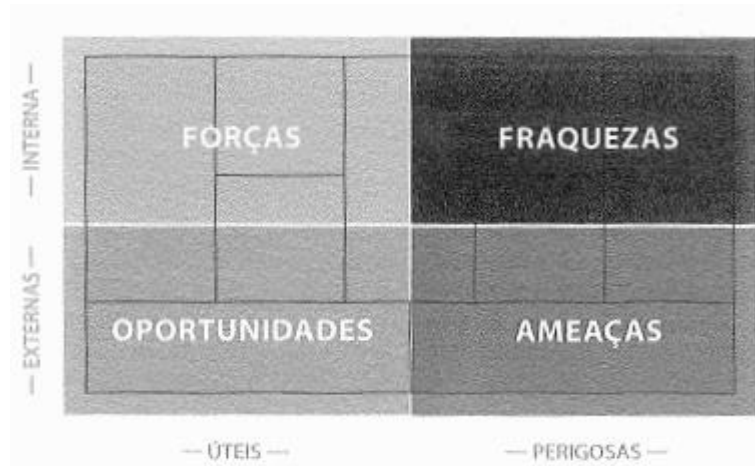 — INTERNA —
FORÇAS
FRAQUEZAS
— EXTERNAS —
OPORTUNIDADES
AMEAÇAS
— ÚTEIS —
— PERIGOSAS —